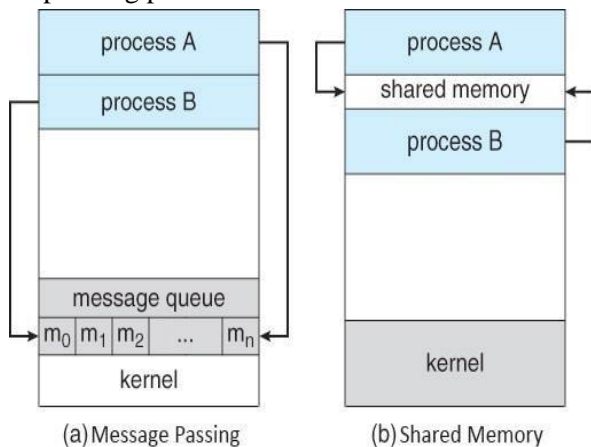 process A
process B
message queue
m0 m1 m2 ... mn
kernel
(a) Message Passing
process A
shared memory
process B
kernel
(b) Shared Memory